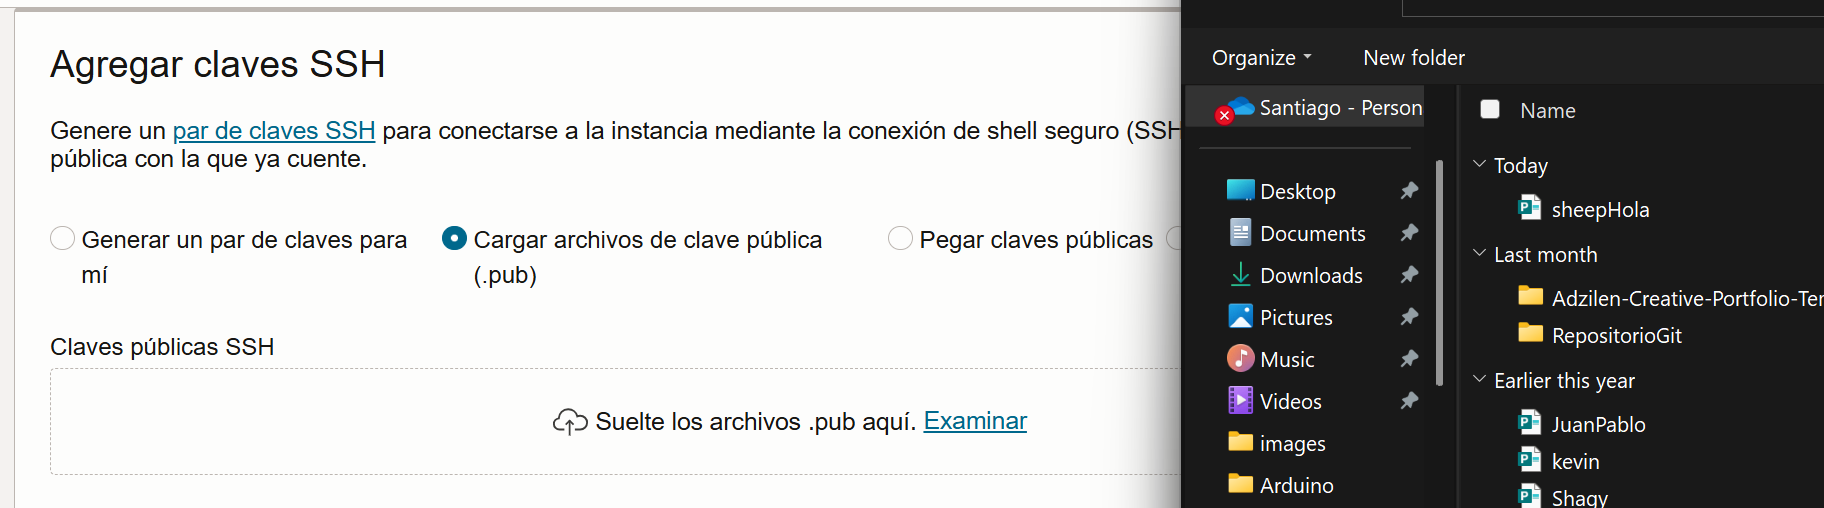 Agregar claves SSH
Genere un par de claves SSH para conectarse a la instancia mediante la conexión de shell seguro (SSH
pública con la que ya cuente.
Generar un par de claves para
mí
Cargar archivos de clave pública
(.pub)
Pegar claves públicas
Claves públicas SSH
Suelte los archivos .pub aquí. Examinar
Organize
New folder
Santiago - Person
Desktop
Documents
Downloads
Pictures
Music
Videos
images
Arduino
Name
Today
sheepHola
Last month
Adzilen-Creative-Portfolio-Ter
RepositorioGit
Earlier this year
JuanPablo
kevin
Shagy